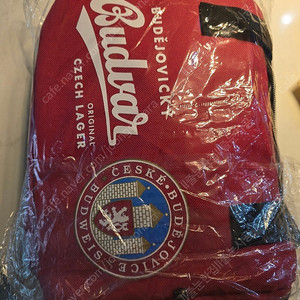 BUDĚJOVICKÝ
Budvar
ORIGINAL
CZECH LAGER
ČESKÉ BUDĚJOVICE
BUDWEIS